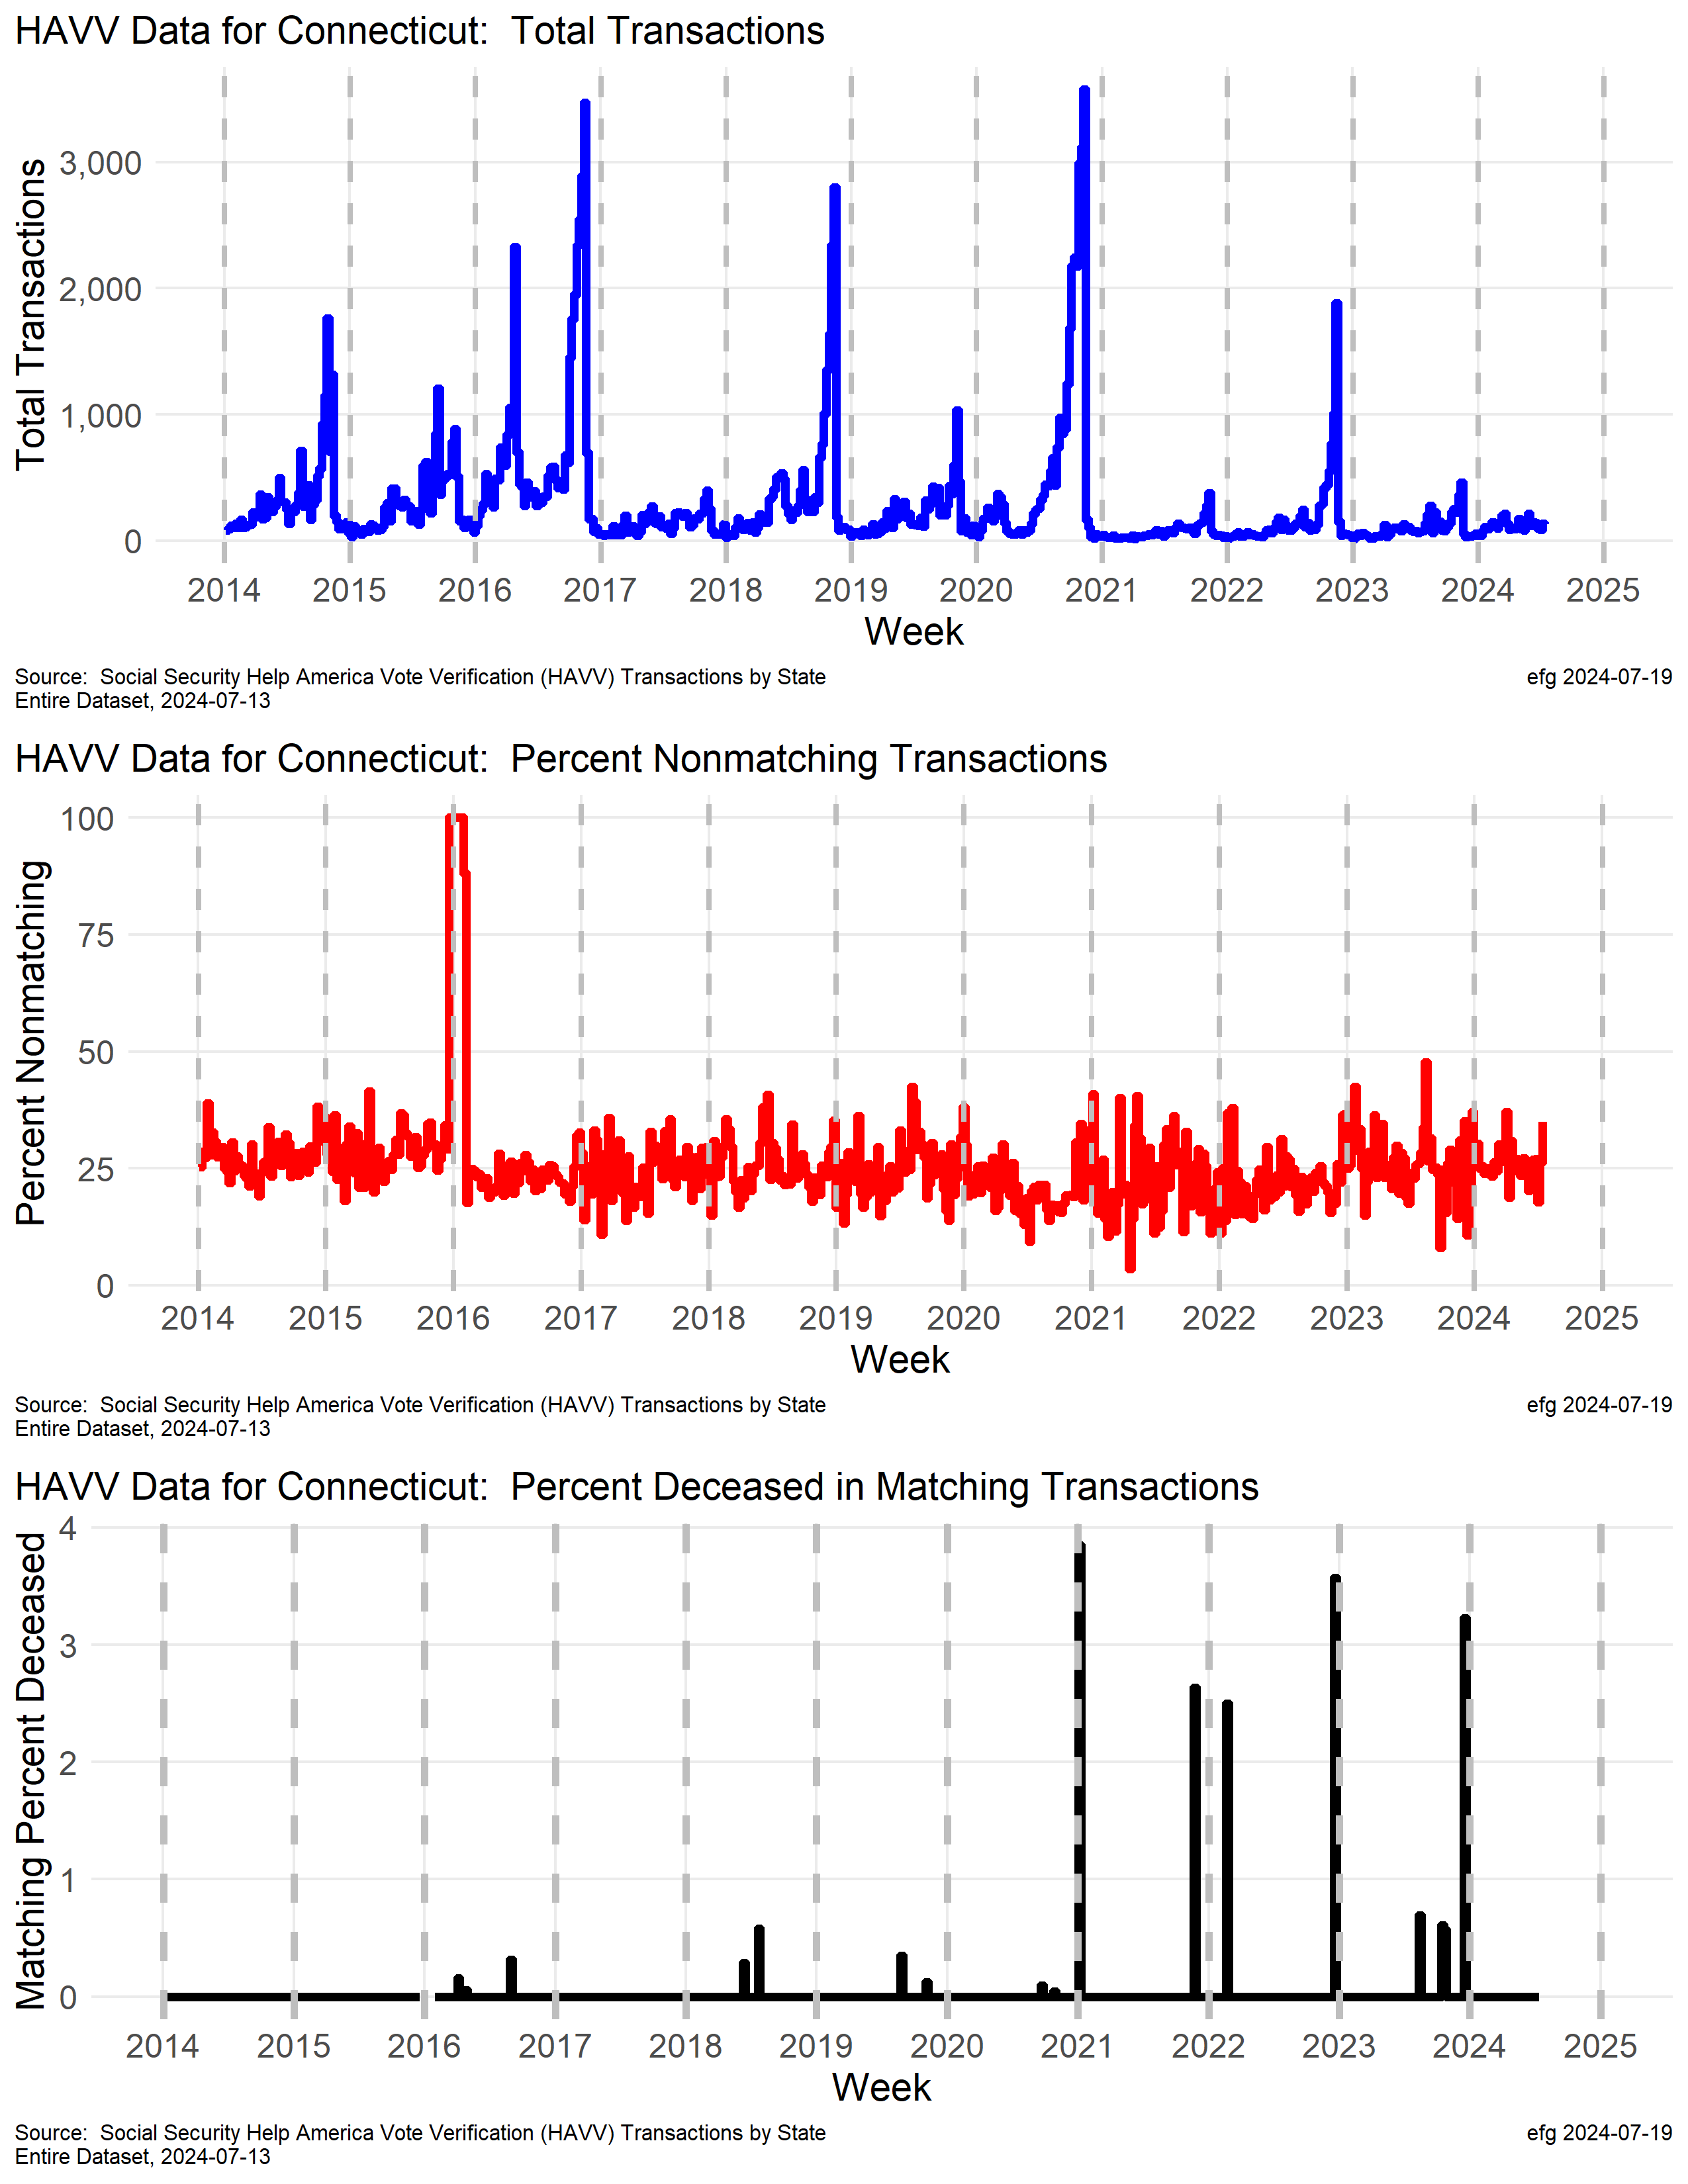 HAVV Data for Connecticut:  Total Transactions
Total Transactions
3,000
2,000
1,000
0
2014 2015 2016 2017 2018 2019 2020 2021 2022 2023 2024 2025
Week
Source:  Social Security Help America Vote Verification (HAVV) Transactions by State
Entire Dataset, 2024-07-13
efg 2024-07-19
HAVV Data for Connecticut:  Percent Nonmatching Transactions
Percent Nonmatching
100
75
50
25
0
2014 2015 2016 2017 2018 2019 2020 2021 2022 2023 2024 2025
Week
Source:  Social Security Help America Vote Verification (HAVV) Transactions by State
Entire Dataset, 2024-07-13
efg 2024-07-19
HAVV Data for Connecticut:  Percent Deceased in Matching Transactions
Matching Percent Deceased
4
3
2
1
0
2014 2015 2016 2017 2018 2019 2020 2021 2022 2023 2024 2025
Week
Source:  Social Security Help America Vote Verification (HAVV) Transactions by State
Entire Dataset, 2024-07-13
efg 2024-07-19